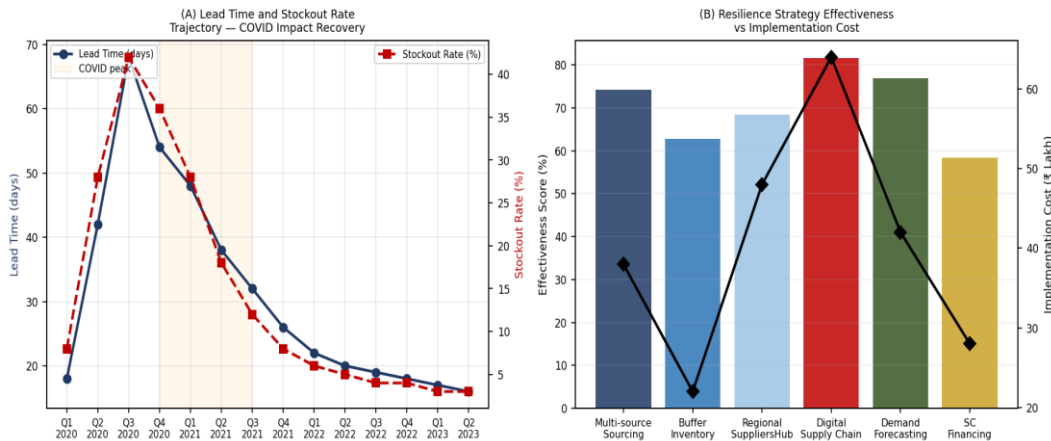 (A) Lead Time and Stockout Rate
Trajectory — COVID Impact Recovery
Lead Time (days)
COVID peak
Stockout Rate (%)
70
60
50
40
30
20
Lead Time (days)
40
35
30
25
20
15
10
5
Stockout Rate (%)
Q1 Q2 Q3 Q4 Q1 Q2 Q3 Q4 Q1 Q2 Q3 Q4 Q1 Q2
2020 2020 2020 2020 2021 2021 2021 2021 2022 2022 2022 2022 2023 2023
(B) Resilience Strategy Effectiveness
vs Implementation Cost
80
70
60
50
40
30
20
10
0
Effectiveness Score (%)
60
50
40
30
20
Implementation Cost (₹ Lakh)
Multi-source Buffer Regional Digital Demand SC
Sourcing Inventory SuppliersHub Supply Chain Forecasting Financing